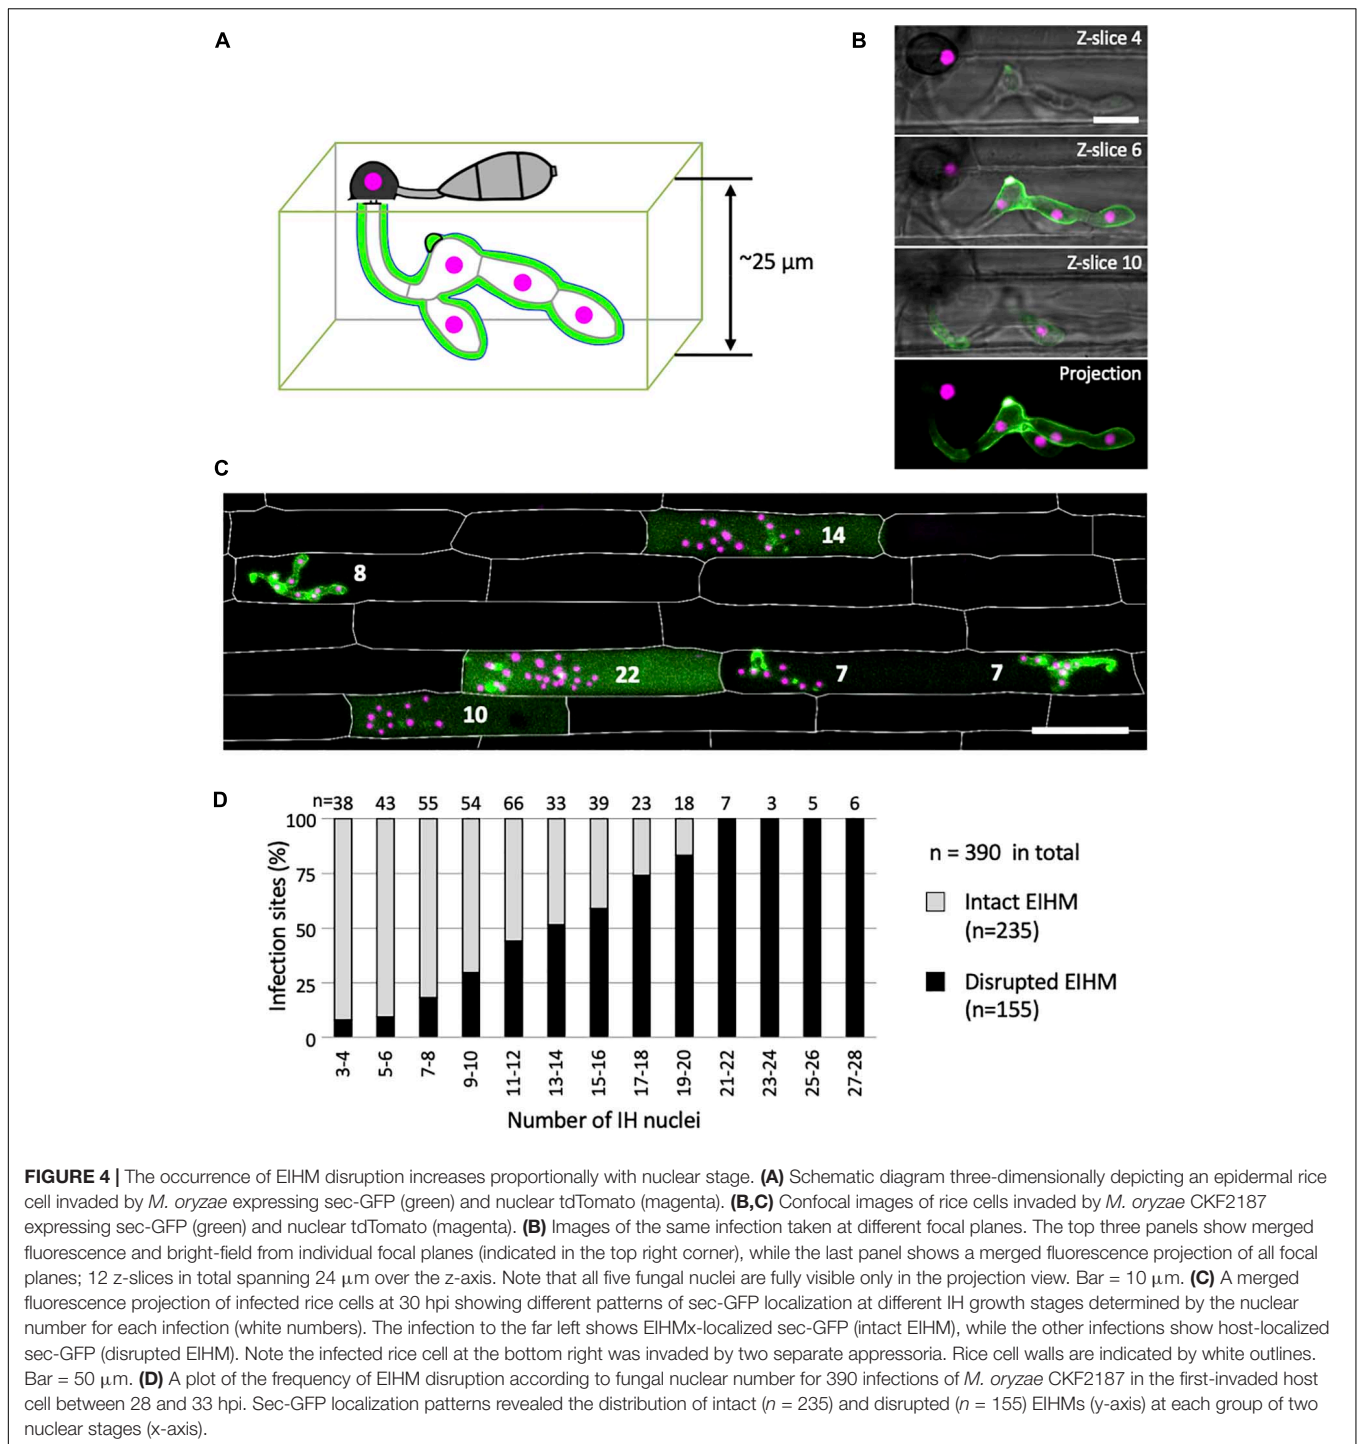 A
~25 µm
B
Z-slice 4
Z-slice 6
Z-slice 10
Projection
C
14
8
22
7
7
10
D
n=38 43 55 54 66 33 39 23 18 7 3 5 6
100
75
50
25
0
Infection sites (%)
3-4 5-6 7-8 9-10 11-12 13-14 15-16 17-18 19-20 21-22 23-24 25-26 27-28
Number of IH nuclei
n = 390 in total
Intact EIHM
(n=235)
Disrupted EIHM
(n=155)
FIGURE 4 | The occurrence of EIHM disruption increases proportionally with nuclear stage. (A) Schematic diagram three-dimensionally depicting an epidermal rice
cell invaded by M. oryzae expressing sec-GFP (green) and nuclear tdTomato (magenta). (B,C) Confocal images of rice cells invaded by M. oryzae CKF2187
expressing sec-GFP (green) and nuclear tdTomato (magenta). (B) Images of the same infection taken at different focal planes. The top three panels show merged
fluorescence and bright-field from individual focal planes (indicated in the top right corner), while the last panel shows a merged fluorescence projection of all focal
planes; 12 z-slices in total spanning 24 µm over the z-axis. Note that all five fungal nuclei are fully visible only in the projection view. Bar = 10 µm. (C) A merged
fluorescence projection of infected rice cells at 30 hpi showing different patterns of sec-GFP localization at different IH growth stages determined by the nuclear
number for each infection (white numbers). The infection to the far left shows EIHMx-localized sec-GFP (intact EIHM), while the other infections show host-localized
sec-GFP (disrupted EIHM). Note the infected rice cell at the bottom right was invaded by two separate appressoria. Rice cell walls are indicated by white outlines.
Bar = 50 µm. (D) A plot of the frequency of EIHM disruption according to fungal nuclear number for 390 infections of M. oryzae CKF2187 in the first-invaded host
cell between 28 and 33 hpi. Sec-GFP localization patterns revealed the distribution of intact (n = 235) and disrupted (n = 155) EIHMs (y-axis) at each group of two
nuclear stages (x-axis).